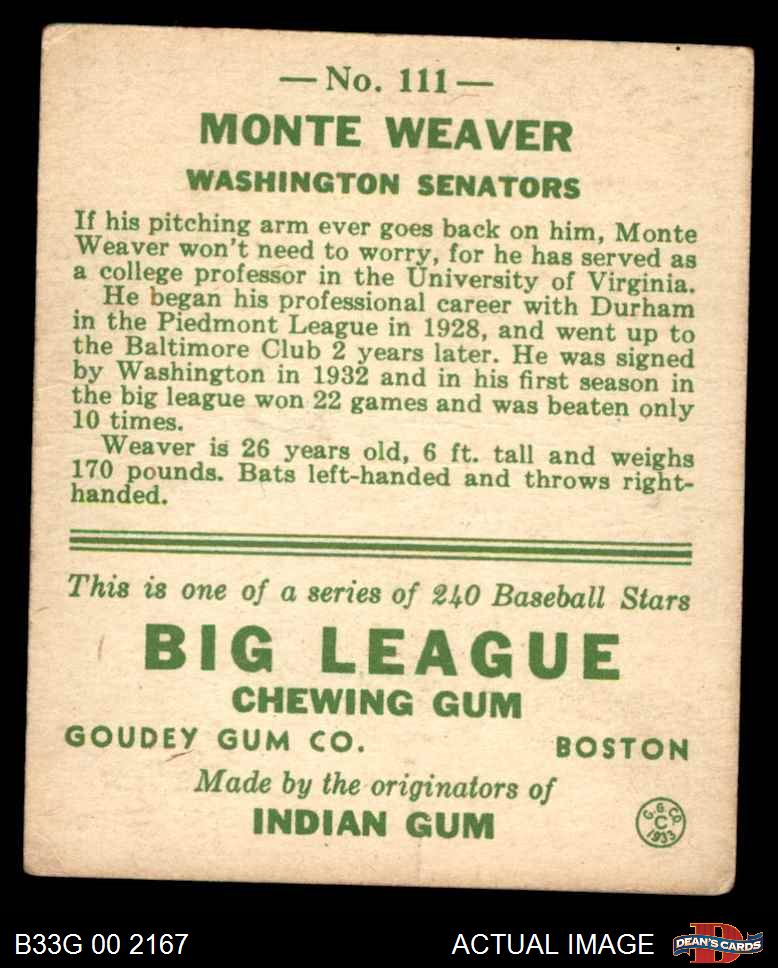 — No. 111 —
MONTE WEAVER
WASHINGTON SENATORS
If his pitching arm ever goes back on him, Monte
Weaver won't need to worry, for he has served as
a college professor in the University of Virginia.
He began his professional career with Durham
in the Piedmont League in 1928, and went up to
the Baltimore Club 2 years later. He was signed
by Washington in 1932 and in his first season in
the big league won 22 games and was beaten only
10 times.
Weaver is 26 years old, 6 ft. tall and weighs
170 pounds. Bats left-handed and throws right-
handed.
This is one of a series of 240 Baseball Stars
BIG LEAGUE
CHEWING GUM
GOUDEY GUM CO. BOSTON
Made by the originators of
INDIAN GUM
G.G.CO.
C
1933
B33G 00 2167 ACTUAL IMAGE
D
DEAN'S CARDS